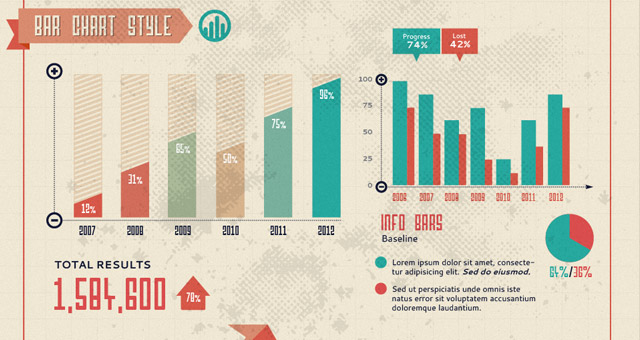 BAR CHART STYLE
Progress
74%
Lost
42%
12%
31%
65%
50%
75%
96%
2007
2008
2009
2010
2011
2012
TOTAL RESULTS
1,584,600
78%
100
75
50
25
0
2006
2007
2008
2009
2010
2011
2012
INFO BARS
Baseline
Lorem ipsum dolor sit amet, consecte-
tur adipisicing elit. Sed do eiusmod.
Sed ut perspiciatis unde omnis iste
natus error sit voluptatem accusantium
doloremque laudantium.
64%/36%